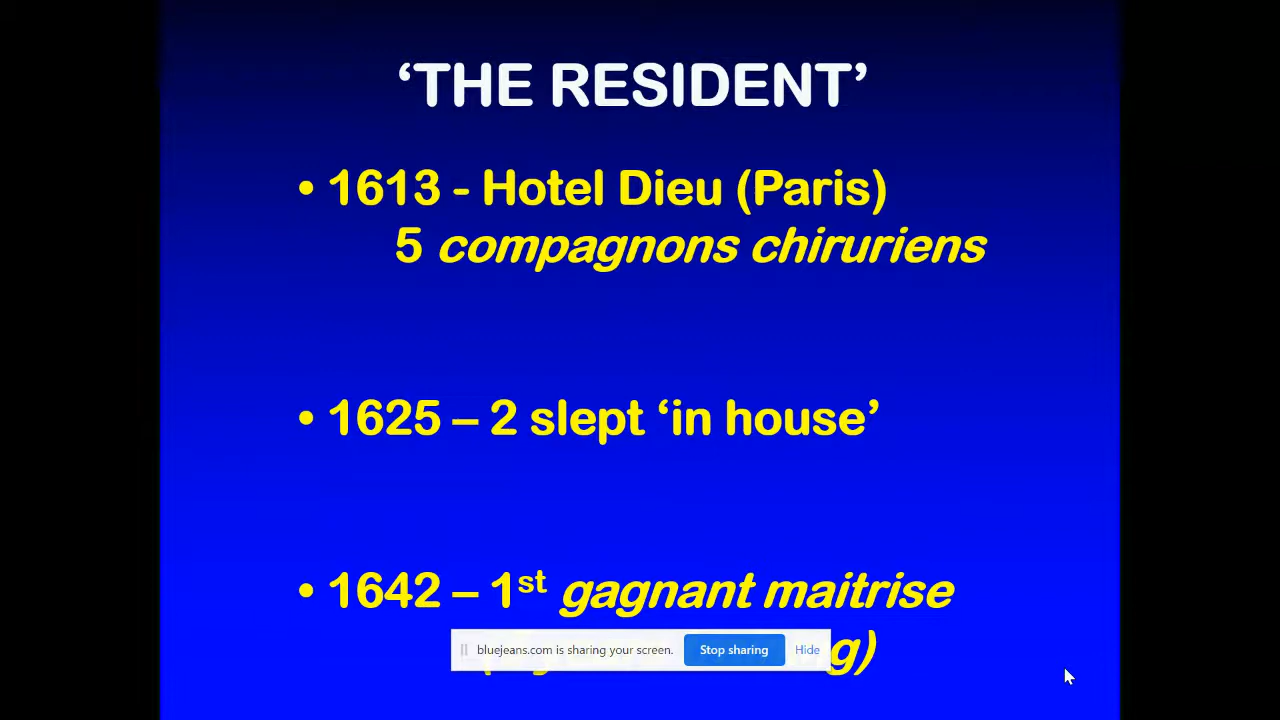 ‘THE RESIDENT’
• 1613 - Hotel Dieu (Paris)
5 compagnons chiruriens
• 1625 – 2 slept ‘in house’
• 1642 – 1st gagnant maitrise
bluejeans.com is sharing your screen. Stop sharing Hide